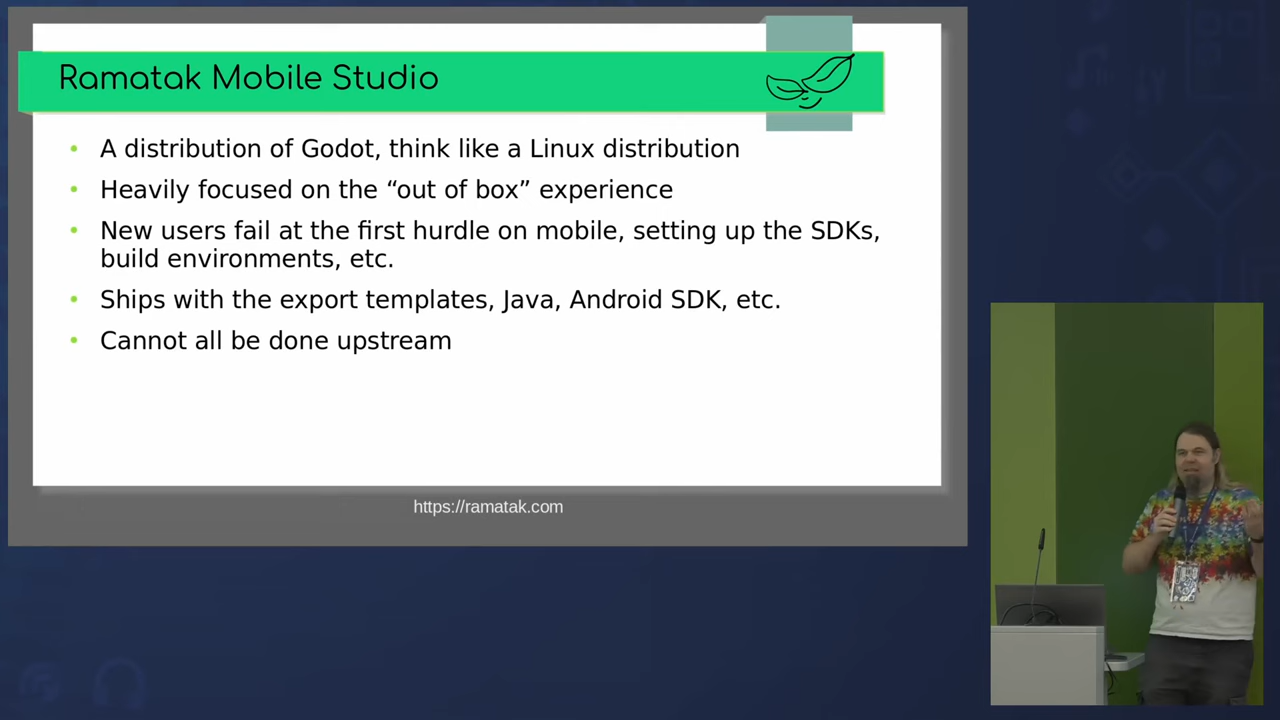 Ramatak Mobile Studio
• A distribution of Godot, think like a Linux distribution
• Heavily focused on the “out of box” experience
• New users fail at the first hurdle on mobile, setting up the SDKs,
build environments, etc.
• Ships with the export templates, Java, Android SDK, etc.
• Cannot all be done upstream
https://ramatak.com